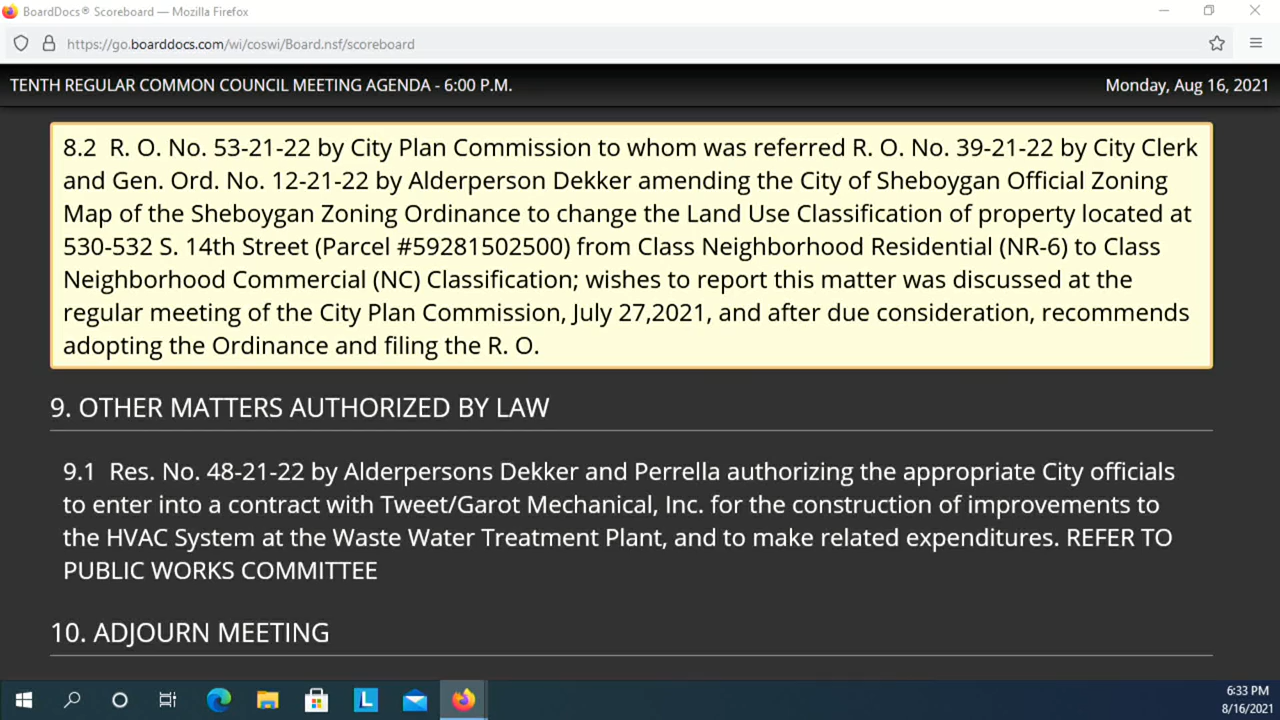 BoardDocs® Scoreboard — Mozilla Firefox
https://go.boarddocs.com/wi/coswi/Board.nsf/scoreboard
TENTH REGULAR COMMON COUNCIL MEETING AGENDA - 6:00 P.M. Monday, Aug 16, 2021
8.2 R. O. No. 53-21-22 by City Plan Commission to whom was referred R. O. No. 39-21-22 by City Clerk
and Gen. Ord. No. 12-21-22 by Alderperson Dekker amending the City of Sheboygan Official Zoning
Map of the Sheboygan Zoning Ordinance to change the Land Use Classification of property located at
530-532 S. 14th Street (Parcel #59281502500) from Class Neighborhood Residential (NR-6) to Class
Neighborhood Commercial (NC) Classification; wishes to report this matter was discussed at the
regular meeting of the City Plan Commission, July 27,2021, and after due consideration, recommends
adopting the Ordinance and filing the R. O.
9. OTHER MATTERS AUTHORIZED BY LAW
9.1 Res. No. 48-21-22 by Alderpersons Dekker and Perrella authorizing the appropriate City officials
to enter into a contract with Tweet/Garot Mechanical, Inc. for the construction of improvements to
the HVAC System at the Waste Water Treatment Plant, and to make related expenditures. REFER TO
PUBLIC WORKS COMMITTEE
10. ADJOURN MEETING
L
6:33 PM
8/16/2021